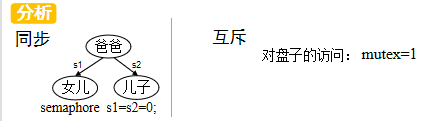 分析
同步
爸爸
s1
s2
女儿
儿子
semaphore s1=s2=0;
互斥
对盘子的访问：mutex=1